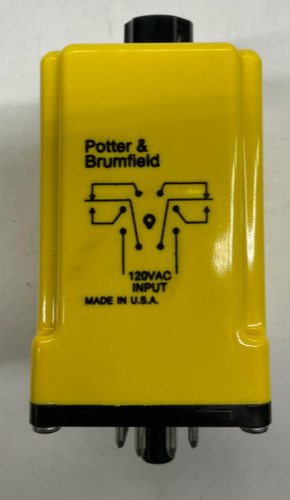 Potter &
Brumfield
120VAC
INPUT
MADE IN U.S.A.